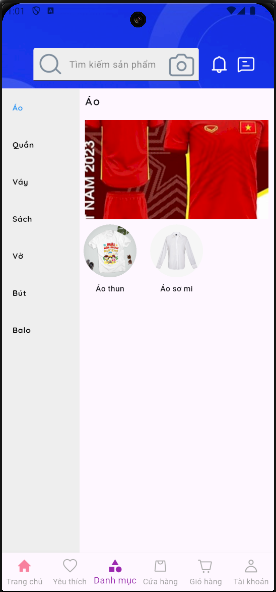 Tìm kiếm sản phẩm
Áo
Quần
Váy
Sách
Vở
Bút
Balo
Áo
NAM 2023
Áo thun
Áo sơ mi
Trang chủ
Yêu thích
Danh mục
Cửa hàng
Giỏ hàng
Tài khoản